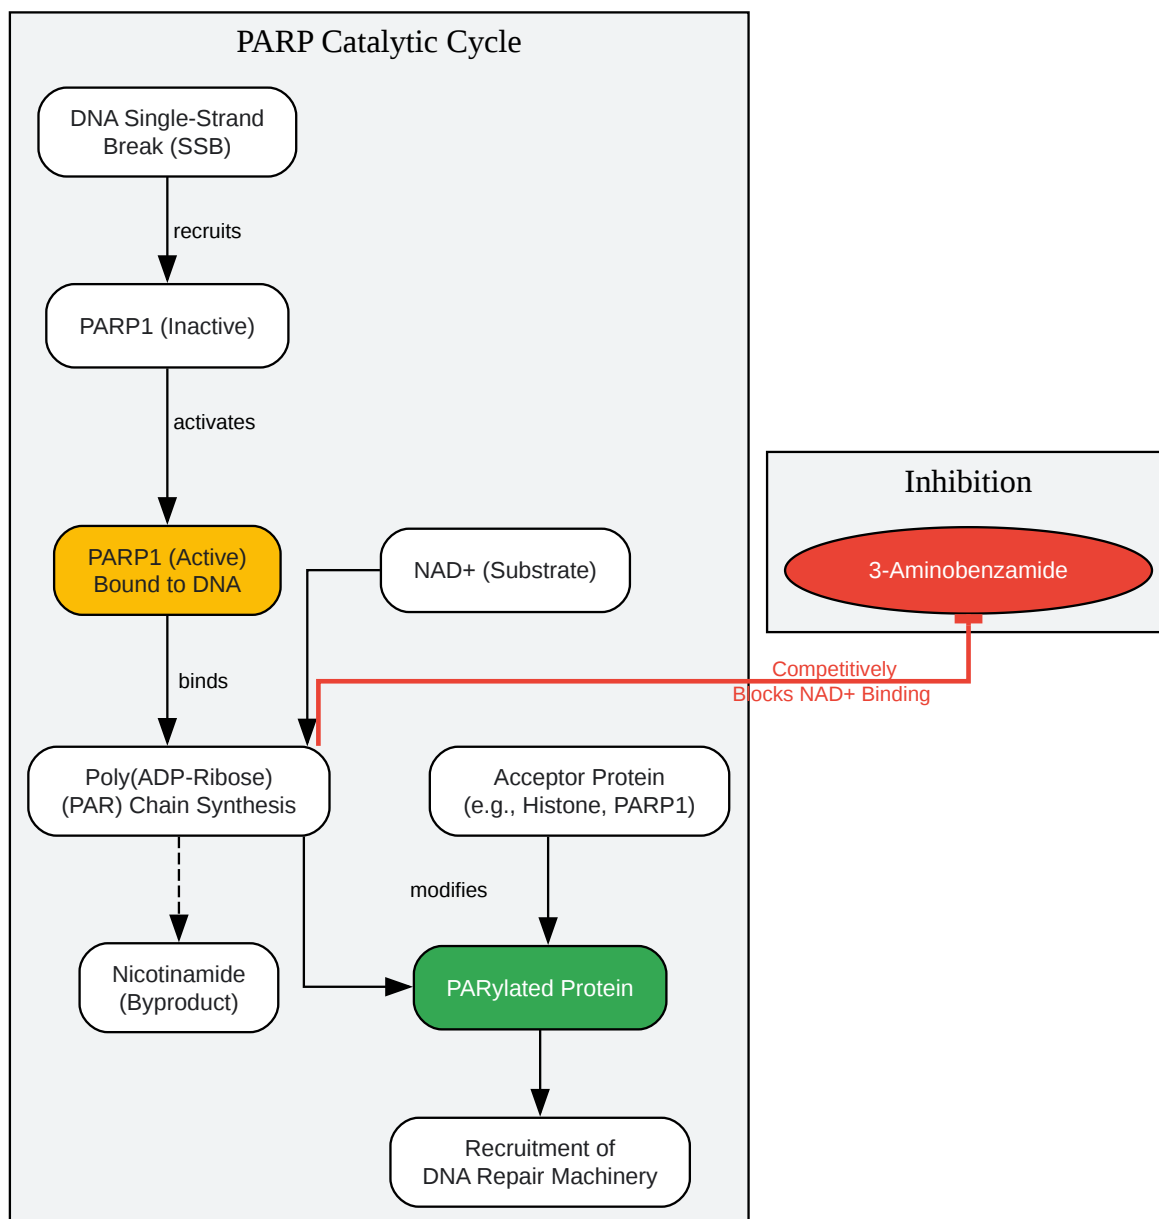 PARP Catalytic Cycle
DNA Single-Strand
Break (SSB)
recruits
PARP1 (Inactive)
activates
PARP1 (Active)
Bound to DNA
NAD+ (Substrate)
Inhibition
3-Aminobenzamide
binds
Competitively
Blocks NAD+ Binding
Poly(ADP-Ribose)
(PAR) Chain Synthesis
Acceptor Protein
(e.g., Histone, PARP1)
modifies
Nicotinamide
(Byproduct)
PARylated Protein
Recruitment of
DNA Repair Machinery